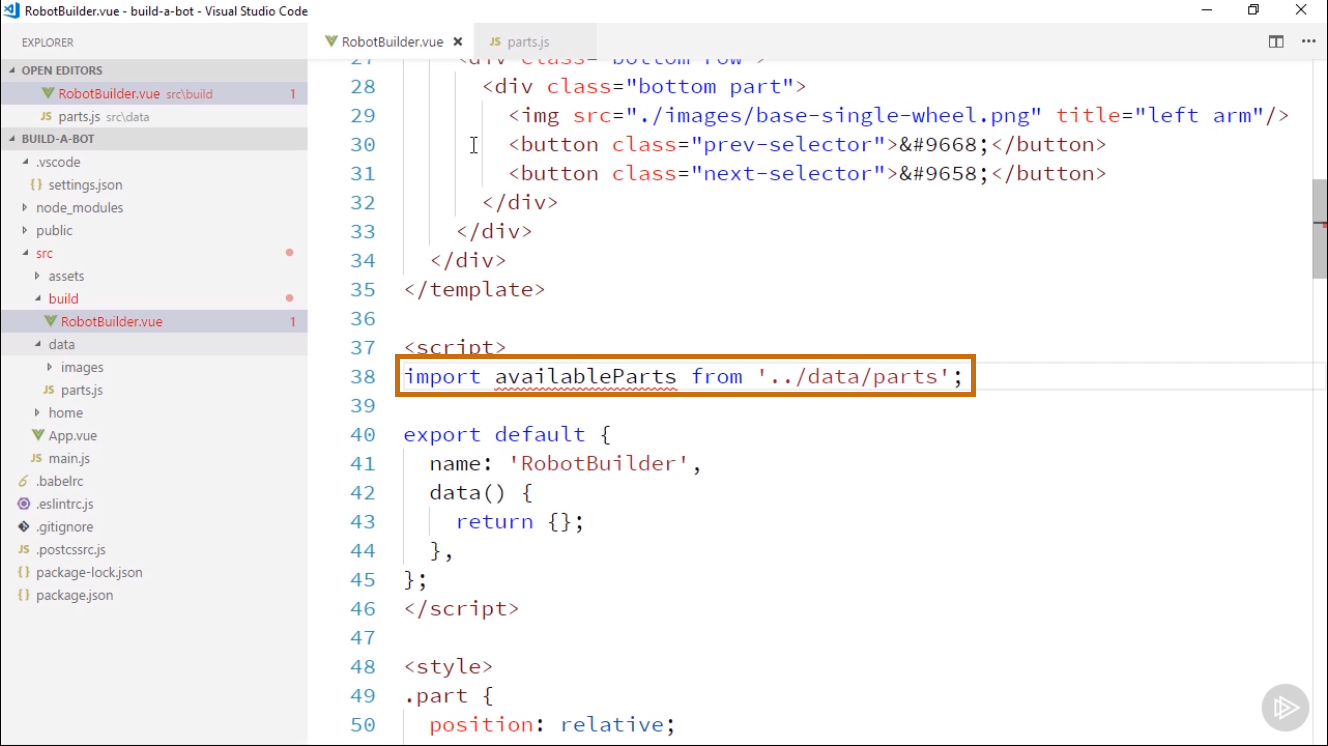 RobotBuilder.vue - build-a-bot - Visual Studio Code
EXPLORER
OPEN EDITORS
RobotBuilder.vue src\build 1
JS parts.js src\data
BUILD-A-BOT
.vscode
{} settings.json
node_modules
public
src
assets
build
RobotBuilder.vue 1
data
images
JS parts.js
home
App.vue
JS main.js
.babelrc
.eslintrc.js
.gitignore
JS .postcssrc.js
{} package-lock.json
{} package.json
RobotBuilder.vue
JS parts.js
27 <div class="bottom row">
28 <div class="bottom part">
29 <img src="./images/base-single-wheel.png" title="left arm"/>
30 <button class="prev-selector">&#9668;</button>
31 <button class="next-selector">&#9658;</button>
32 </div>
33 </div>
34 </div>
35 </template>
36
37 <script>
38 import availableParts from '../data/parts';
39
40 export default {
41 name: 'RobotBuilder',
42 data() {
43 return {};
44 },
45 };
46 </script>
47
48 <style>
49 .part {
50 position: relative;